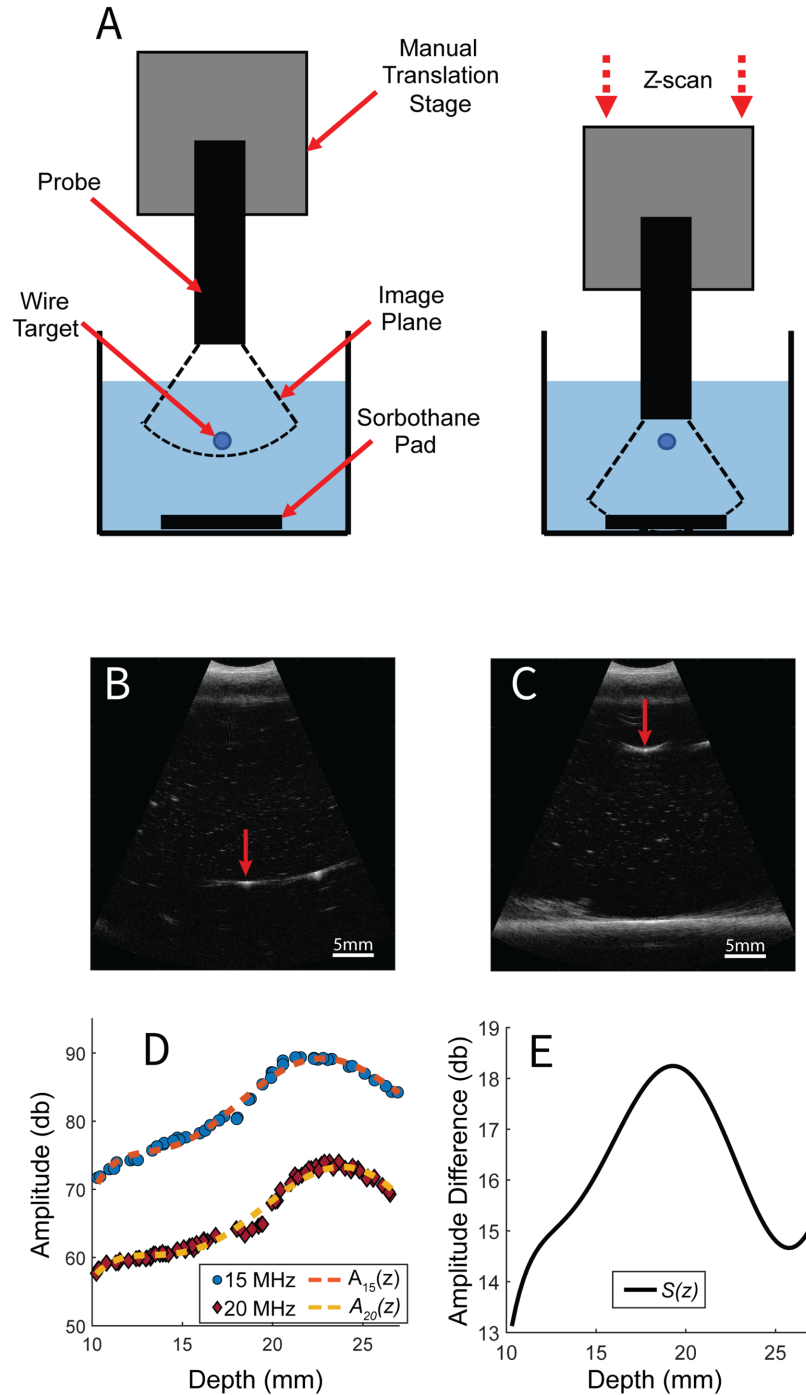 A
Manual
Translation
Stage
Z-scan
Probe
Wire
Target
Image
Plane
Sorbothane
Pad
B
5mm
C
5mm
D
Amplitude (db)
90
80
70
60
50
10
15
20
25
Depth (mm)
15 MHz
A15(z)
20 MHz
A20(z)
E
Amplitude Difference (db)
19
18
17
16
15
14
13
10
15
20
25
Depth (mm)
S(z)